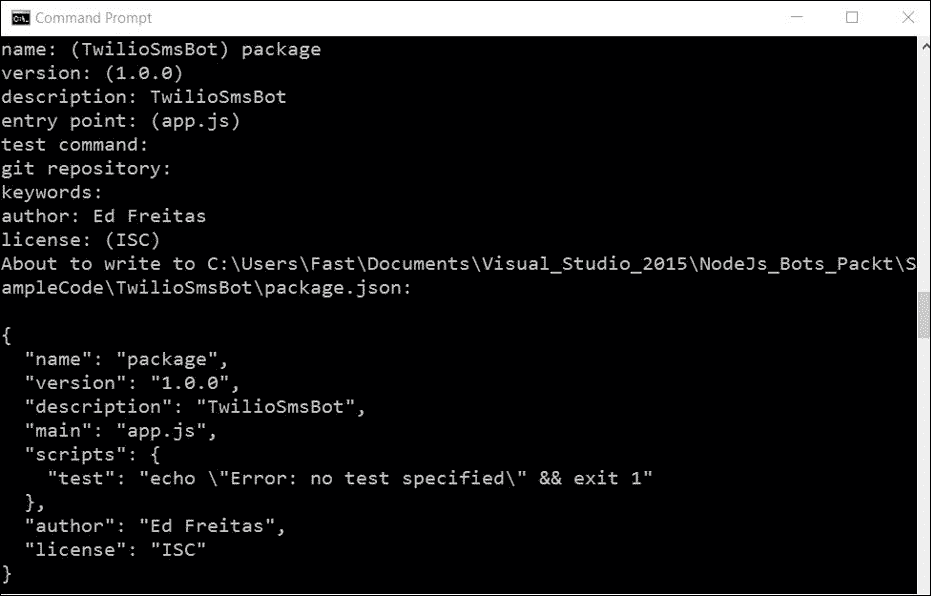 Command Prompt
name: (TwilioSmsBot) package
version: (1.0.0)
description: TwilioSmsBot
entry point: (app.js)
test command:
git repository:
keywords:
author: Ed Freitas
license: (ISC)
About to write to C:\Users\Fast\Documents\Visual_Studio_2015\NodeJs_Bots_Packt\S
ampleCode\TwilioSmsBot\package.json:
{
  "name": "package",
  "version": "1.0.0",
  "description": "TwilioSmsBot",
  "main": "app.js",
  "scripts": {
    "test": "echo \"Error: no test specified\" && exit 1"
  },
  "author": "Ed Freitas",
  "license": "ISC"
}